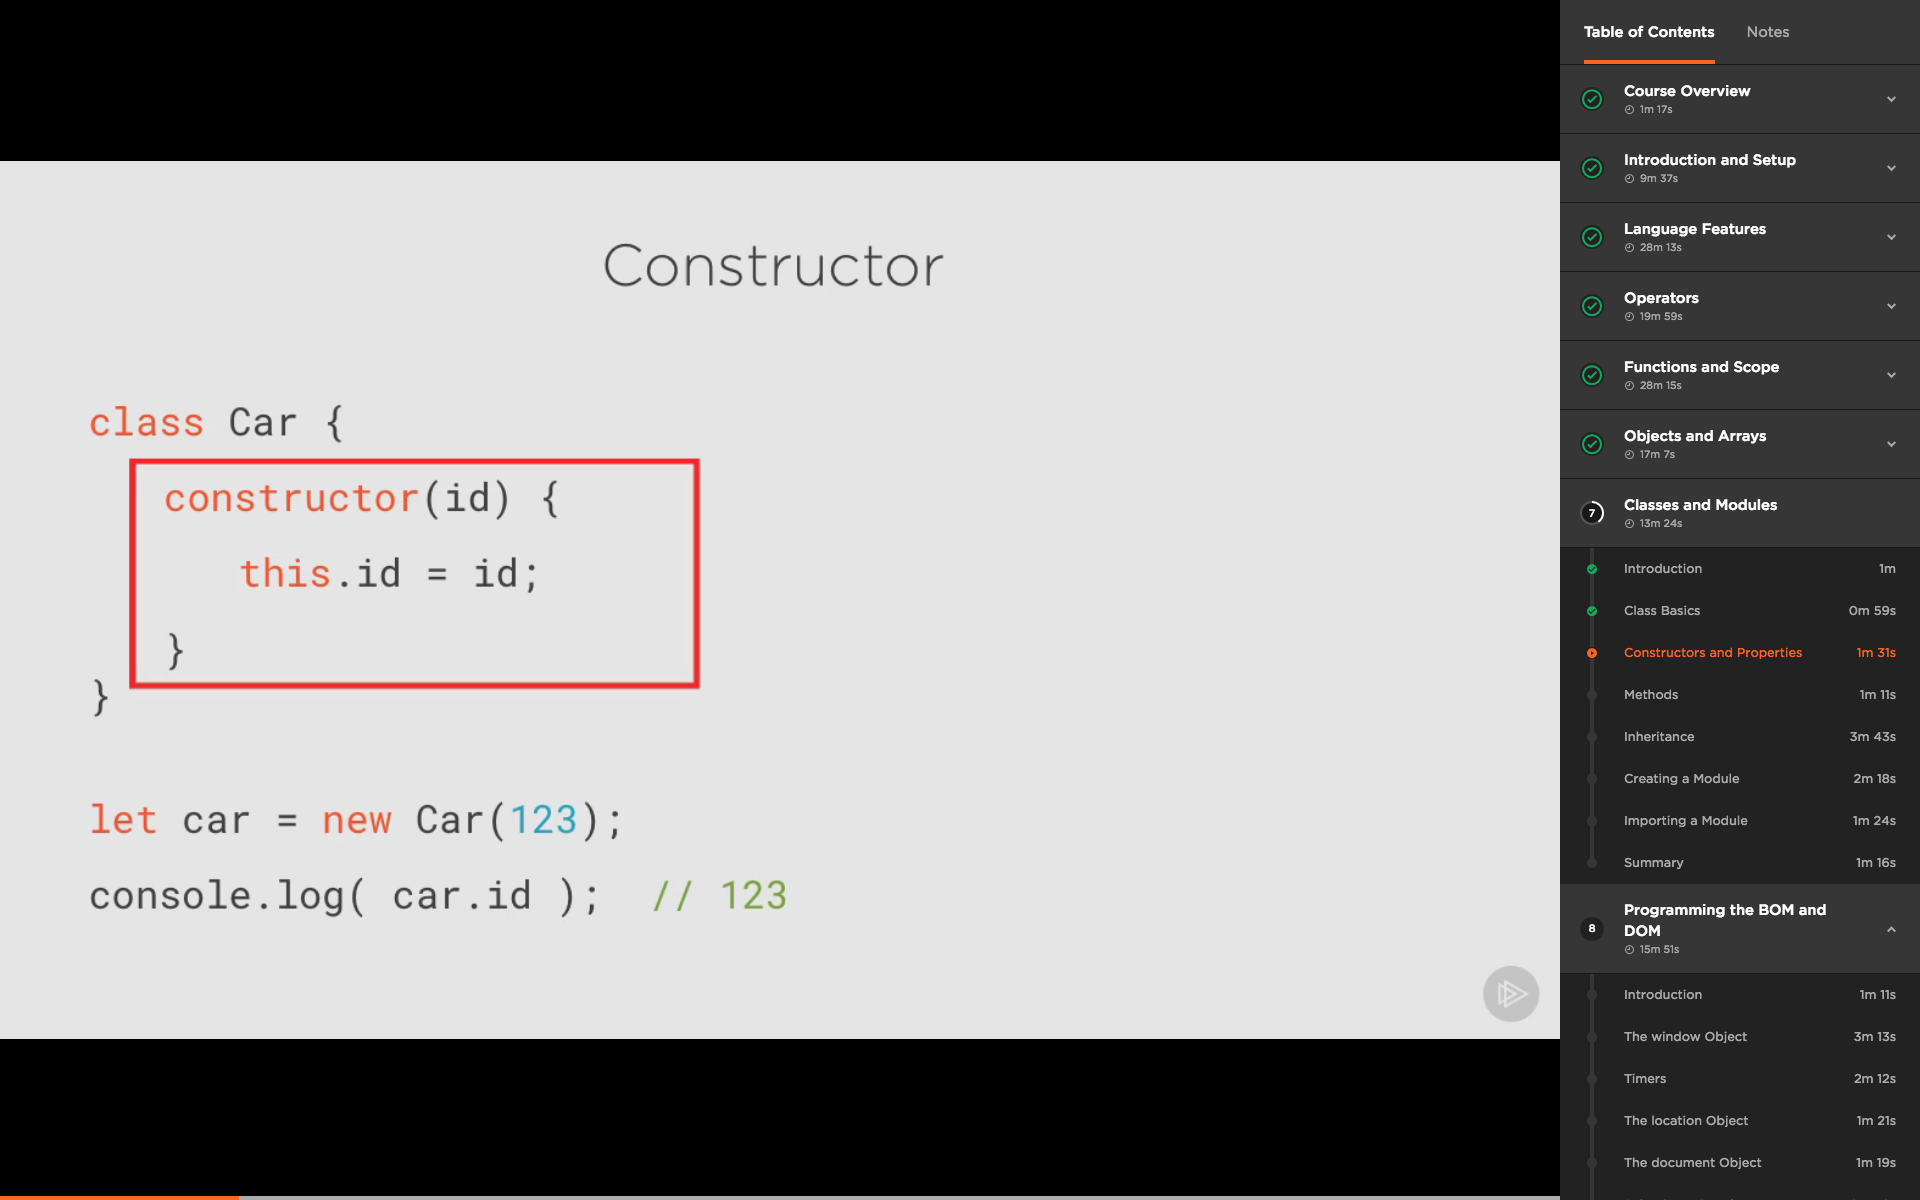 Constructor
class Car {
constructor(id) {
this.id = id;
}
}
let car = new Car(123);
console.log( car.id );  // 123
Table of Contents
Notes
Course Overview
1m 17s
Introduction and Setup
9m 37s
Language Features
28m 13s
Operators
19m 59s
Functions and Scope
28m 15s
Objects and Arrays
17m 7s
7
Classes and Modules
13m 24s
Introduction 1m
Class Basics 0m 59s
Constructors and Properties 1m 31s
Methods 1m 11s
Inheritance 3m 43s
Creating a Module 2m 18s
Importing a Module 1m 24s
Summary 1m 16s
8
Programming the BOM and
DOM
15m 51s
Introduction 1m 11s
The window Object 3m 13s
Timers 2m 12s
The location Object 1m 21s
The document Object 1m 19s